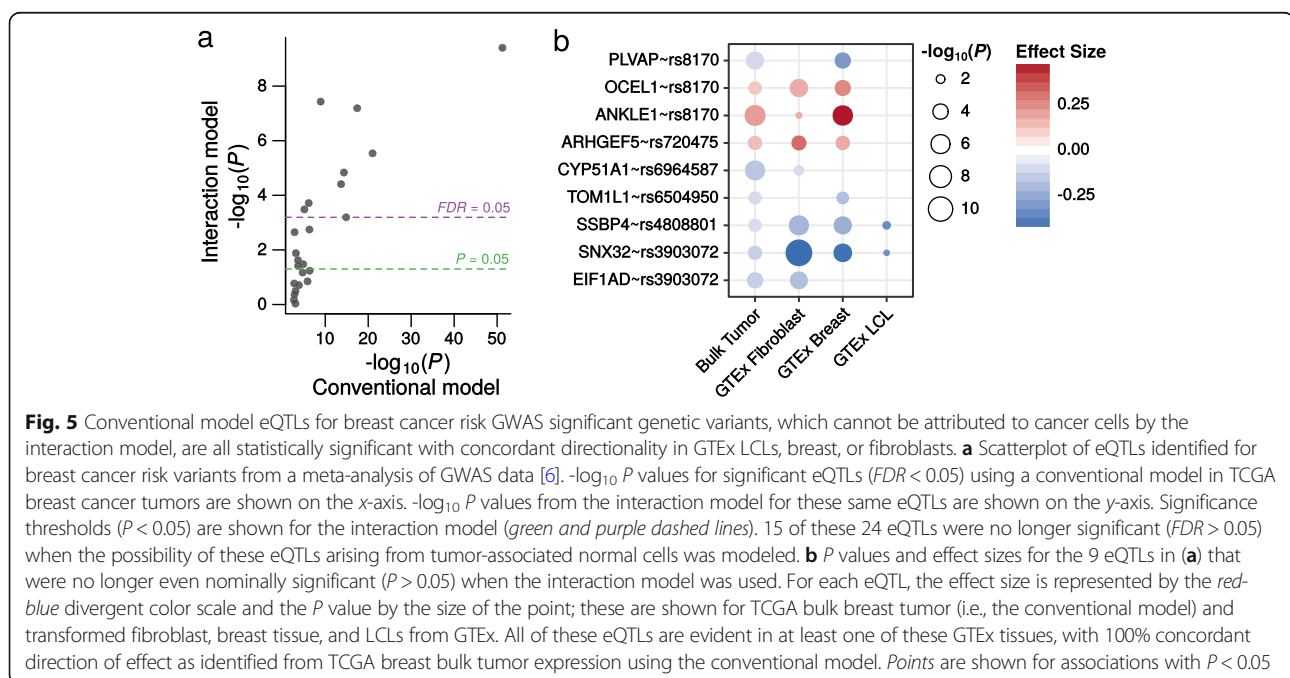 a
Interaction model
-log10(P)
8
6
4
2
0
FDR = 0.05
P = 0.05
10 20 30 40 50
-log10(P)
Conventional model
b
PLVAP~rs8170
OCEL1~rs8170
ANKLE1~rs8170
ARHGEF5~rs720475
CYP51A1~rs6964587
TOM1L1~rs6504950
SSBP4~rs4808801
SNX32~rs3903072
EIF1AD~rs3903072
Bulk Tumor
GTEx Fibroblast
GTEx Breast
GTEx LCL
-log10(P)
2
4
6
8
10
Effect Size
0.25
0.00
-0.25
Fig. 5 Conventional model eQTLs for breast cancer risk GWAS significant genetic variants, which cannot be attributed to cancer cells by the
interaction model, are all statistically significant with concordant directionality in GTEx LCLs, breast, or fibroblasts. a Scatterplot of eQTLs identified for
breast cancer risk variants from a meta-analysis of GWAS data [6]. -log10 P values for significant eQTLs (FDR < 0.05) using a conventional model in TCGA
breast cancer tumors are shown on the x-axis. -log10 P values from the interaction model for these same eQTLs are shown on the y-axis. Significance
thresholds (P < 0.05) are shown for the interaction model (green and purple dashed lines). 15 of these 24 eQTLs were no longer significant (FDR > 0.05)
when the possibility of these eQTLs arising from tumor-associated normal cells was modeled. b P values and effect sizes for the 9 eQTLs in (a) that
were no longer even nominally significant (P > 0.05) when the interaction model was used. For each eQTL, the effect size is represented by the red-
blue divergent color scale and the P value by the size of the point; these are shown for TCGA bulk breast tumor (i.e., the conventional model) and
transformed fibroblast, breast tissue, and LCLs from GTEx. All of these eQTLs are evident in at least one of these GTEx tissues, with 100% concordant
direction of effect as identified from TCGA breast bulk tumor expression using the conventional model. Points are shown for associations with P < 0.05